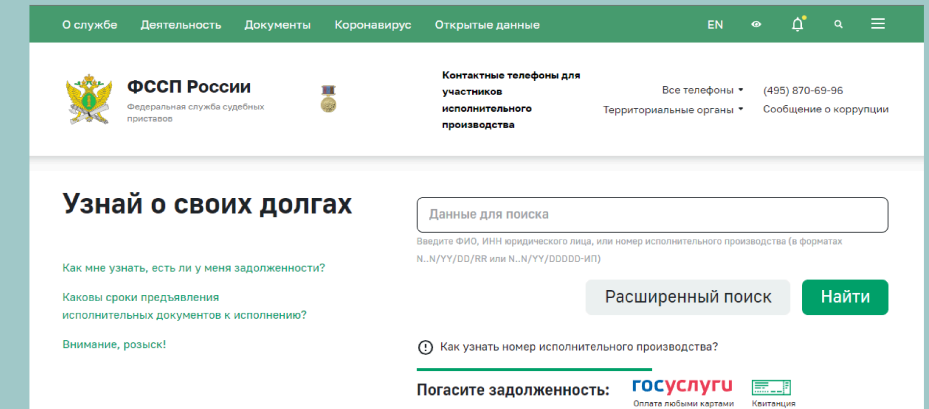 О службе Деятельность Документы Коронавирус Открытые данные EN
ФССП России
Федеральная служба судебных
приставов
Контактные телефоны для
участников
исполнительного
производства
Все телефоны
Территориальные органы
(495) 870-69-96
Сообщение о коррупции
Узнай о своих долгах
Как мне узнать, есть ли у меня задолженности?
Каковы сроки предъявления
исполнительных документов к исполнению?
Внимание, розыск!
Данные для поиска
Введите ФИО, ИНН юридического лица, или номер исполнительного производства (в форматах
N..N/YY/DD/RR или N..N/YY/DDDDD-ИП)
Расширенный поиск
Найти
Как узнать номер исполнительного производства?
Погасите задолженность:
госуслуги
Оплата любыми картами
Квитанция